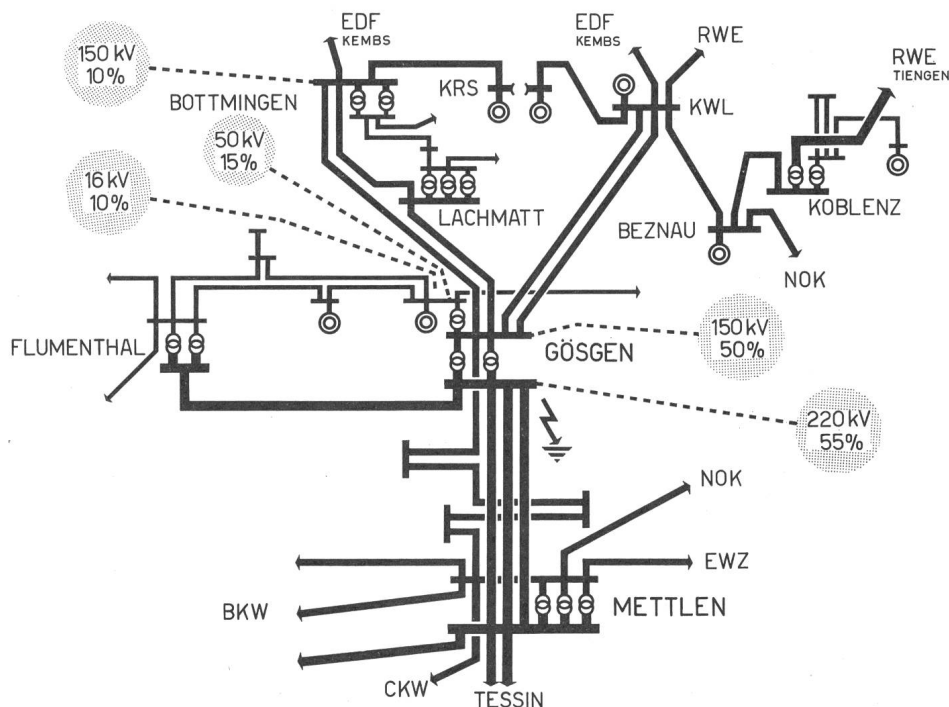 EDF
KEMBS
EDF
KEMBS
RWE
RWE
TIENGEN
150 kV
10%
BOTTMINGEN
KRS
KWL
50 kV
15%
16 kV
10%
LACHMATT
KOBLENZ
BEZNAU
NOK
FLUMENTHAL
GÖSGEN
150 kV
50%
220 kV
55%
NOK
EWZ
BKW
METTLEN
CKW
TESSIN